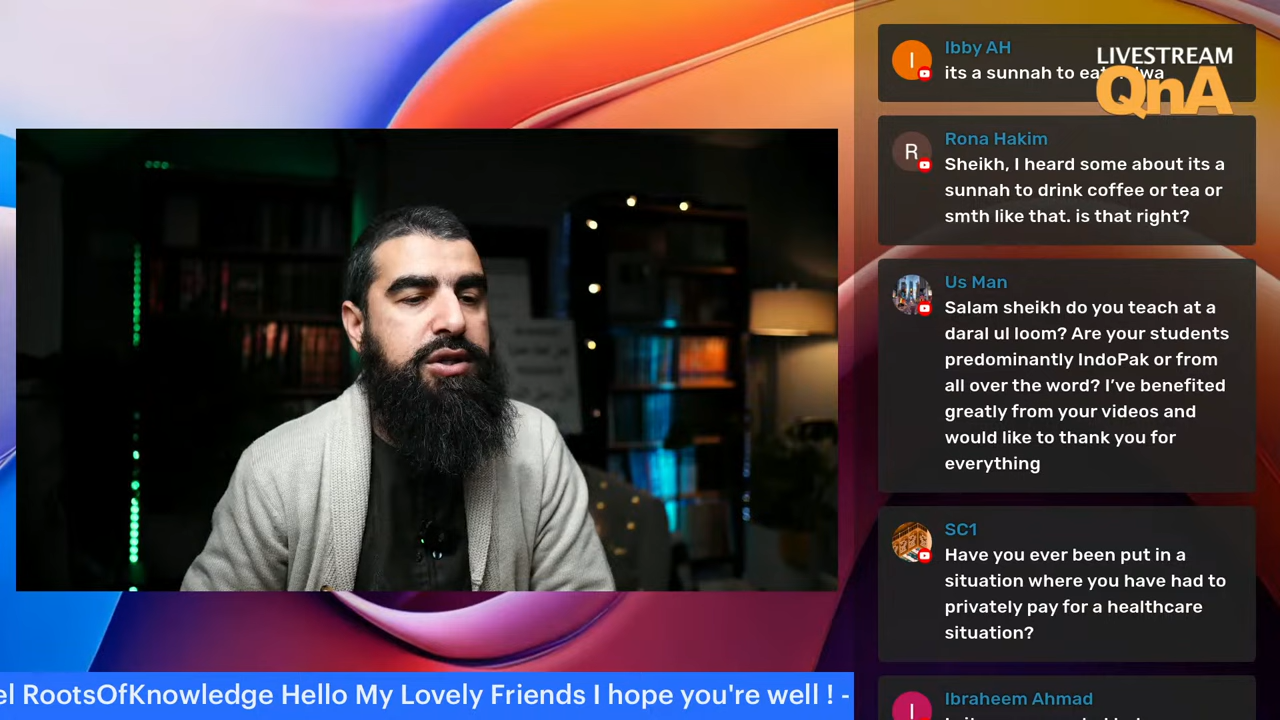 Ibby AH
its a sunnah to eat
LIVESTREAM
QnA
Rona Hakim
Sheikh, I heard some about its a
sunnah to drink coffee or tea or
smth like that. is that right?
Us Man
Salam sheikh do you teach at a
daral ul loom? Are your students
predominantly IndoPak or from
all over the word? I’ve benefited
greatly from your videos and
would like to thank you for
everything
SC1
Have you ever been put in a
situation where you have had to
privately pay for a healthcare
situation?
Ibraheem Ahmad
RootsOfKnowledge Hello My Lovely Friends I hope you're well ! -